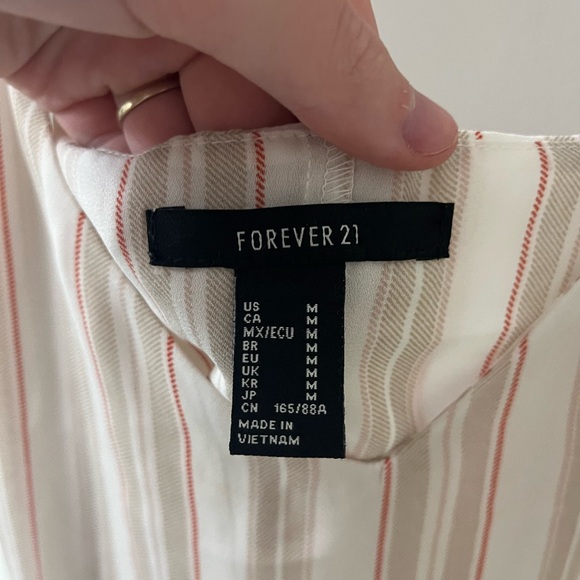 FOREVER 21
US M
CA M
MX/ECU M
BR M
EU M
UK M
KR M
JP M
CN 165/88A
MADE IN
VIETNAM